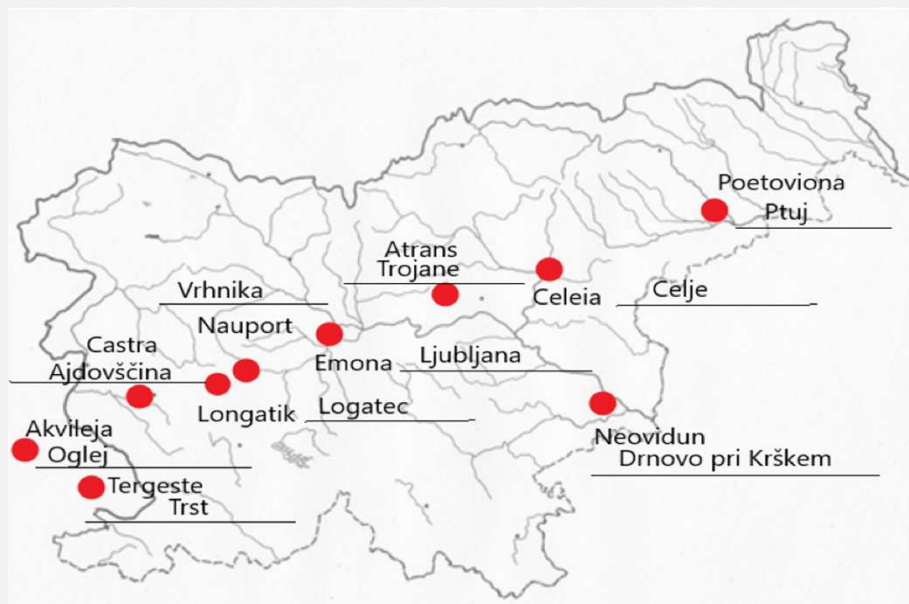 Poetoviona
Ptuj
Atrans
Trojane
Celeia
Celje
Vrhnika
Nauport
Emona
Ljubljana
Castra
Ajdovščina
Longatik
Logatec
Neovidun
Drnovo pri Krškem
Akvileja
Oglej
Tergeste
Trst